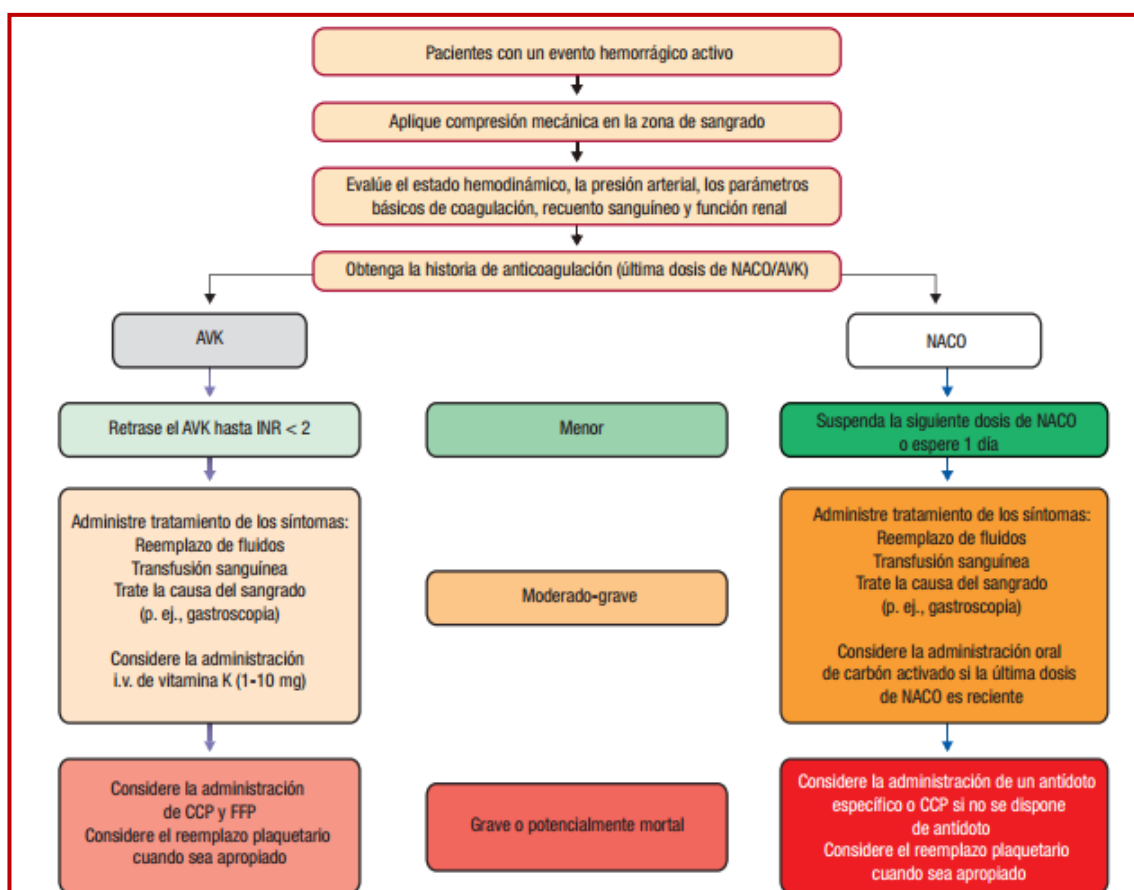 Pacientes con un evento hemorrágico activo
Aplique compresión mecánica en la zona de sangrado
Evalúe el estado hemodinámico, la presión arterial, los parámetros
básicos de coagulación, recuento sanguíneo y función renal
Obtenga la historia de anticoagulación (última dosis de NACO/AVK)
AVK
NACO
Retrase el AVK hasta INR < 2
Menor
Suspenda la siguiente dosis de NACO
o espere 1 día
Administre tratamiento de los síntomas:
Reemplazo de fluidos
Transfusión sanguínea
Trate la causa del sangrado
(p. ej., gastroscopia)
Considere la administración
i.v. de vitamina K (1-10 mg)
Moderado-grave
Administre tratamiento de los síntomas:
Reemplazo de fluidos
Transfusión sanguínea
Trate la causa del sangrado
(p. ej., gastroscopia)
Considere la administración oral
de carbón activado si la última dosis
de NACO es reciente
Considere la administración
de CCP y FFP
Considere el reemplazo plaquetario
cuando sea apropiado
Grave o potencialmente mortal
Considere la administración de un antídoto
específico o CCP si no se dispone
de antídoto
Considere el reemplazo plaquetario
cuando sea apropiado